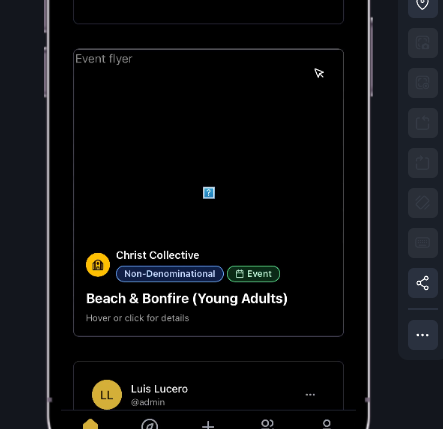 Event flyer
?
Christ Collective
Non-Denominational
Event
Beach & Bonfire (Young Adults)
Hover or click for details
LL
Luis Lucero
@admin